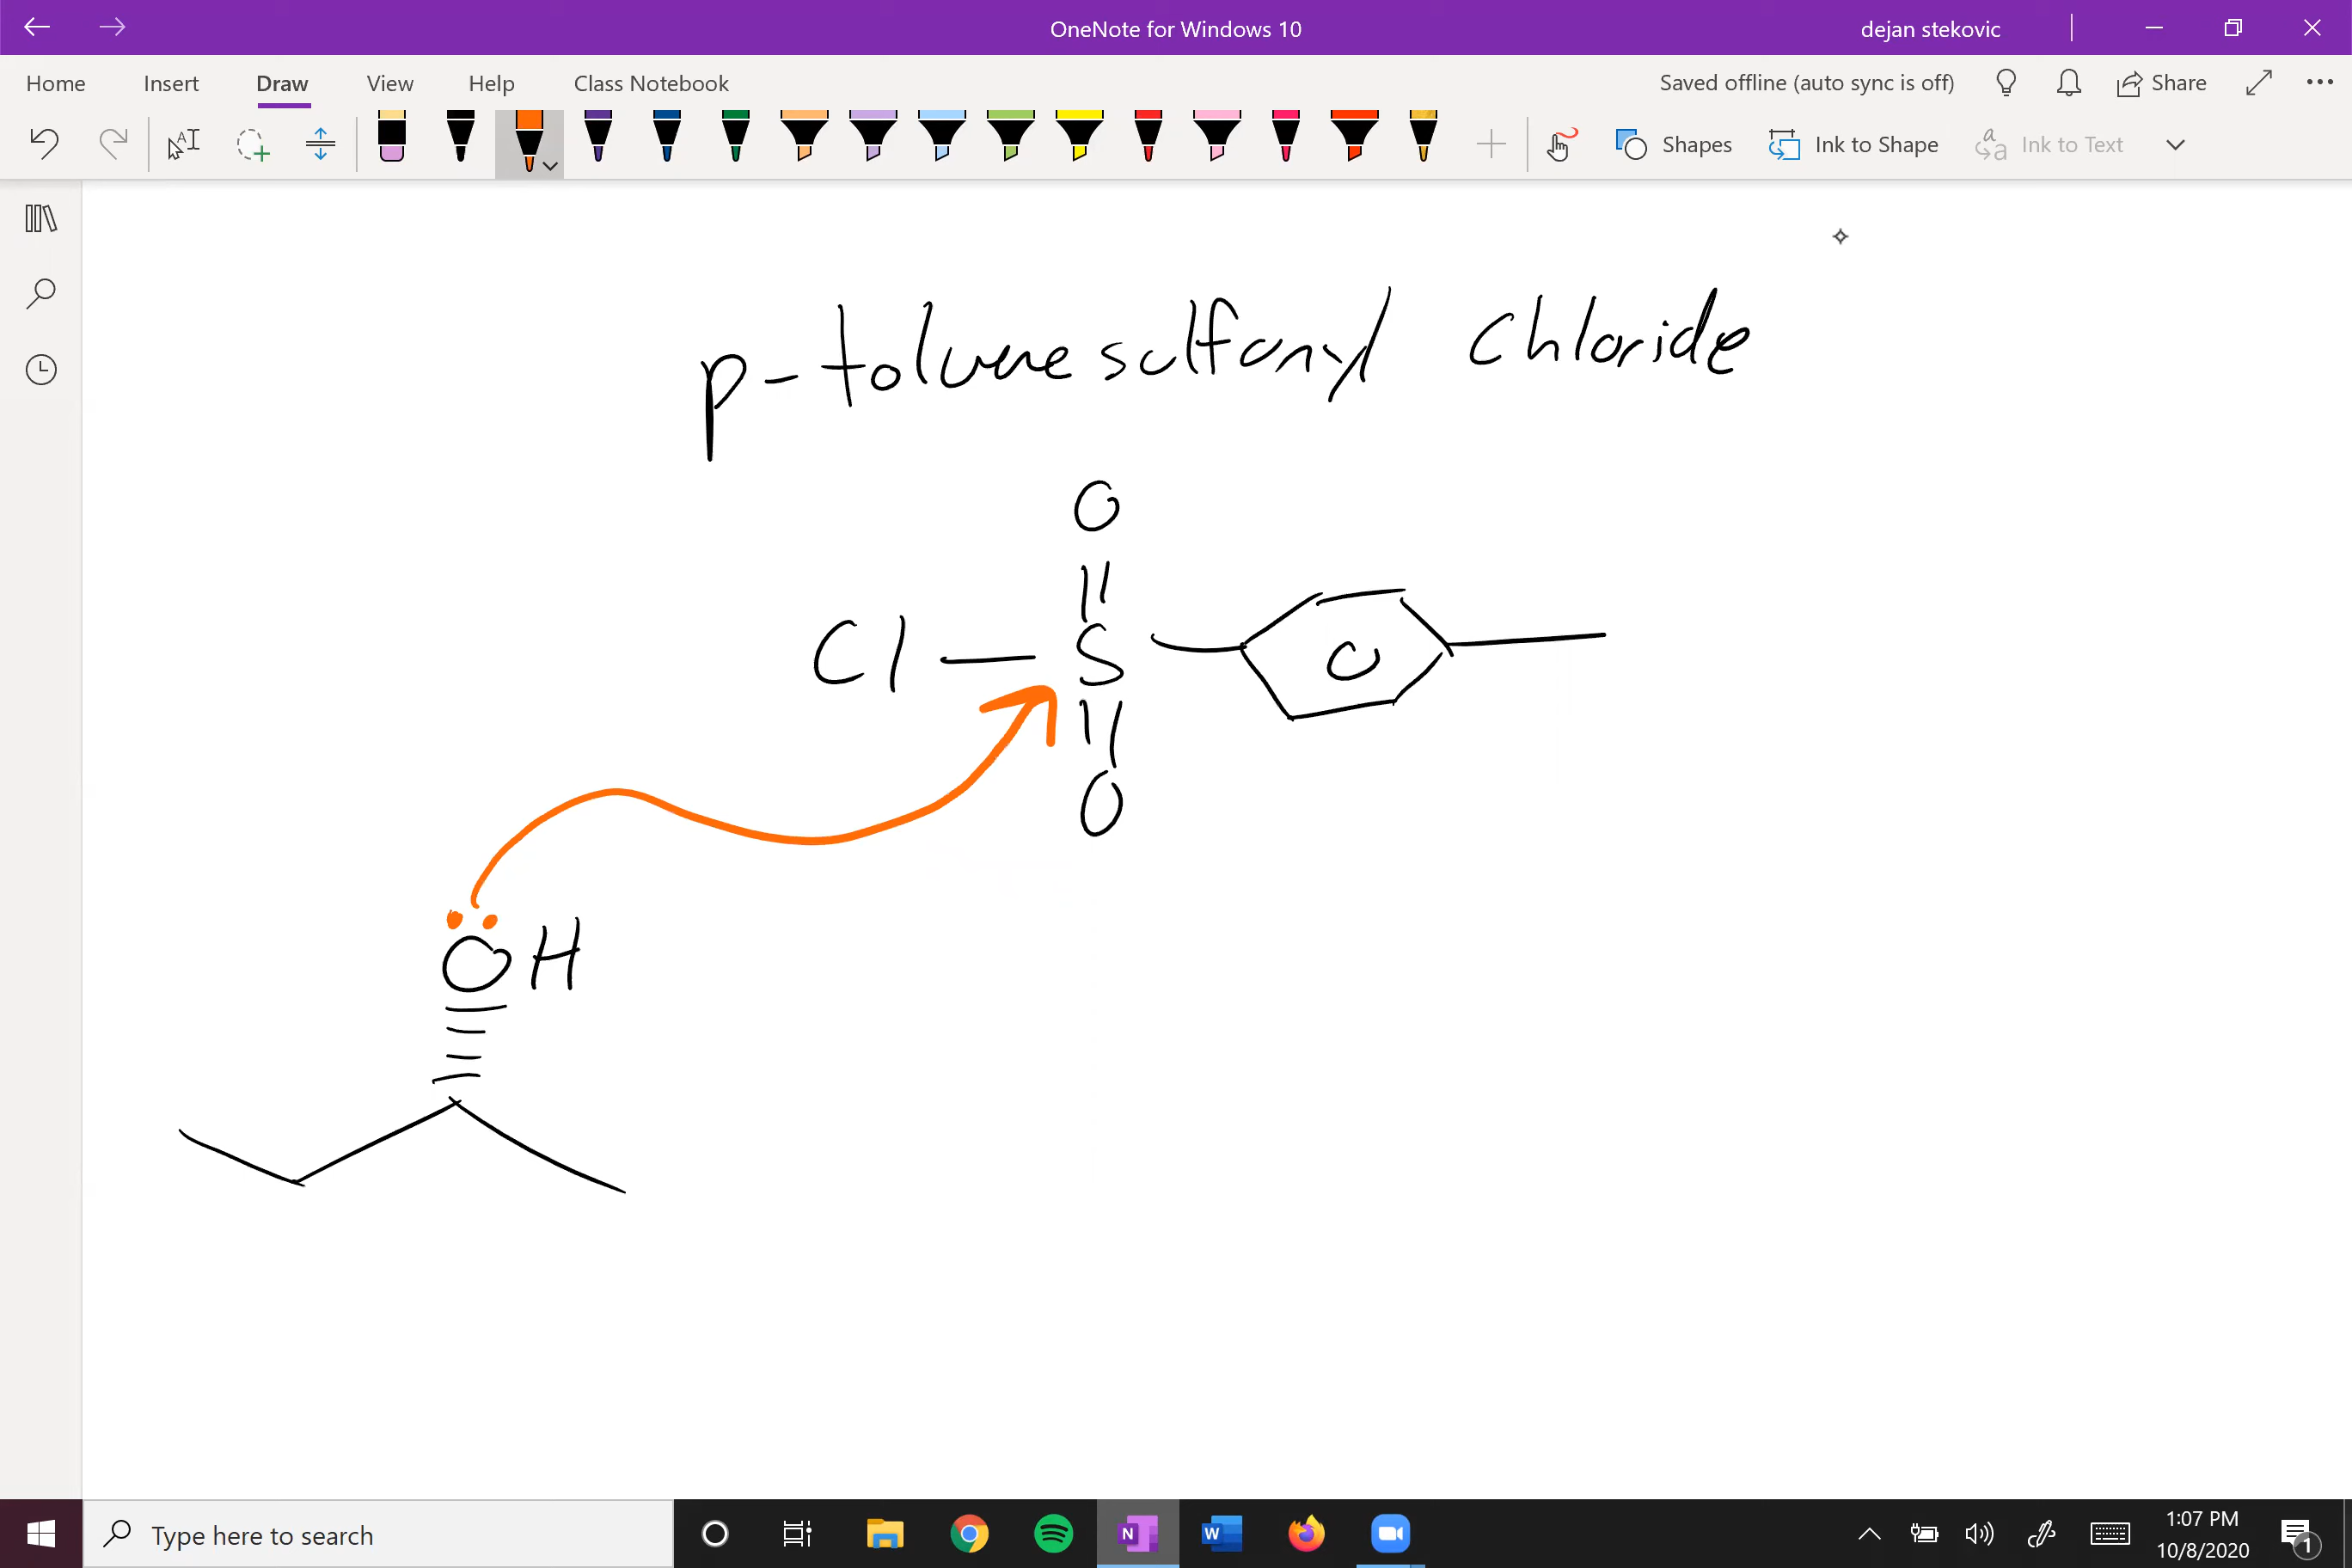 OneNote for Windows 10
dejan stekovic
Home Insert Draw View Help Class Notebook
Saved offline (auto sync is off) Share
Shapes Ink to Shape Ink to Text
p-toluenesulfonyl chloride
O
Cl S O
O
OH
Type here to search
1:07 PM
10/8/2020
1